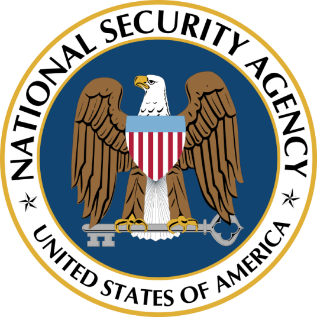 NATIONAL SECURITY AGENCY
UNITED STATES OF AMERICA